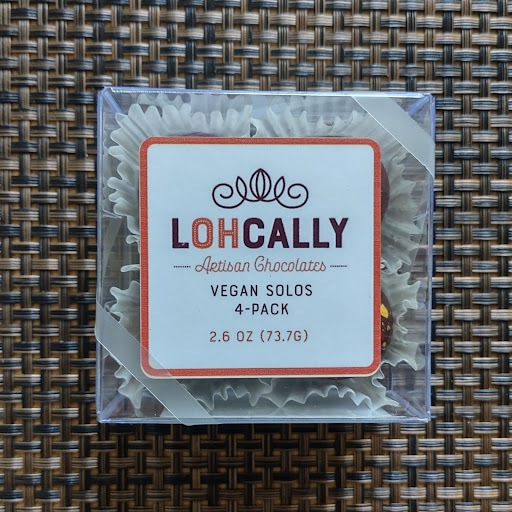 LOHCALLY
Artisan Chocolates
VEGAN SOLOS
4-PACK
2.6 OZ (73.7G)